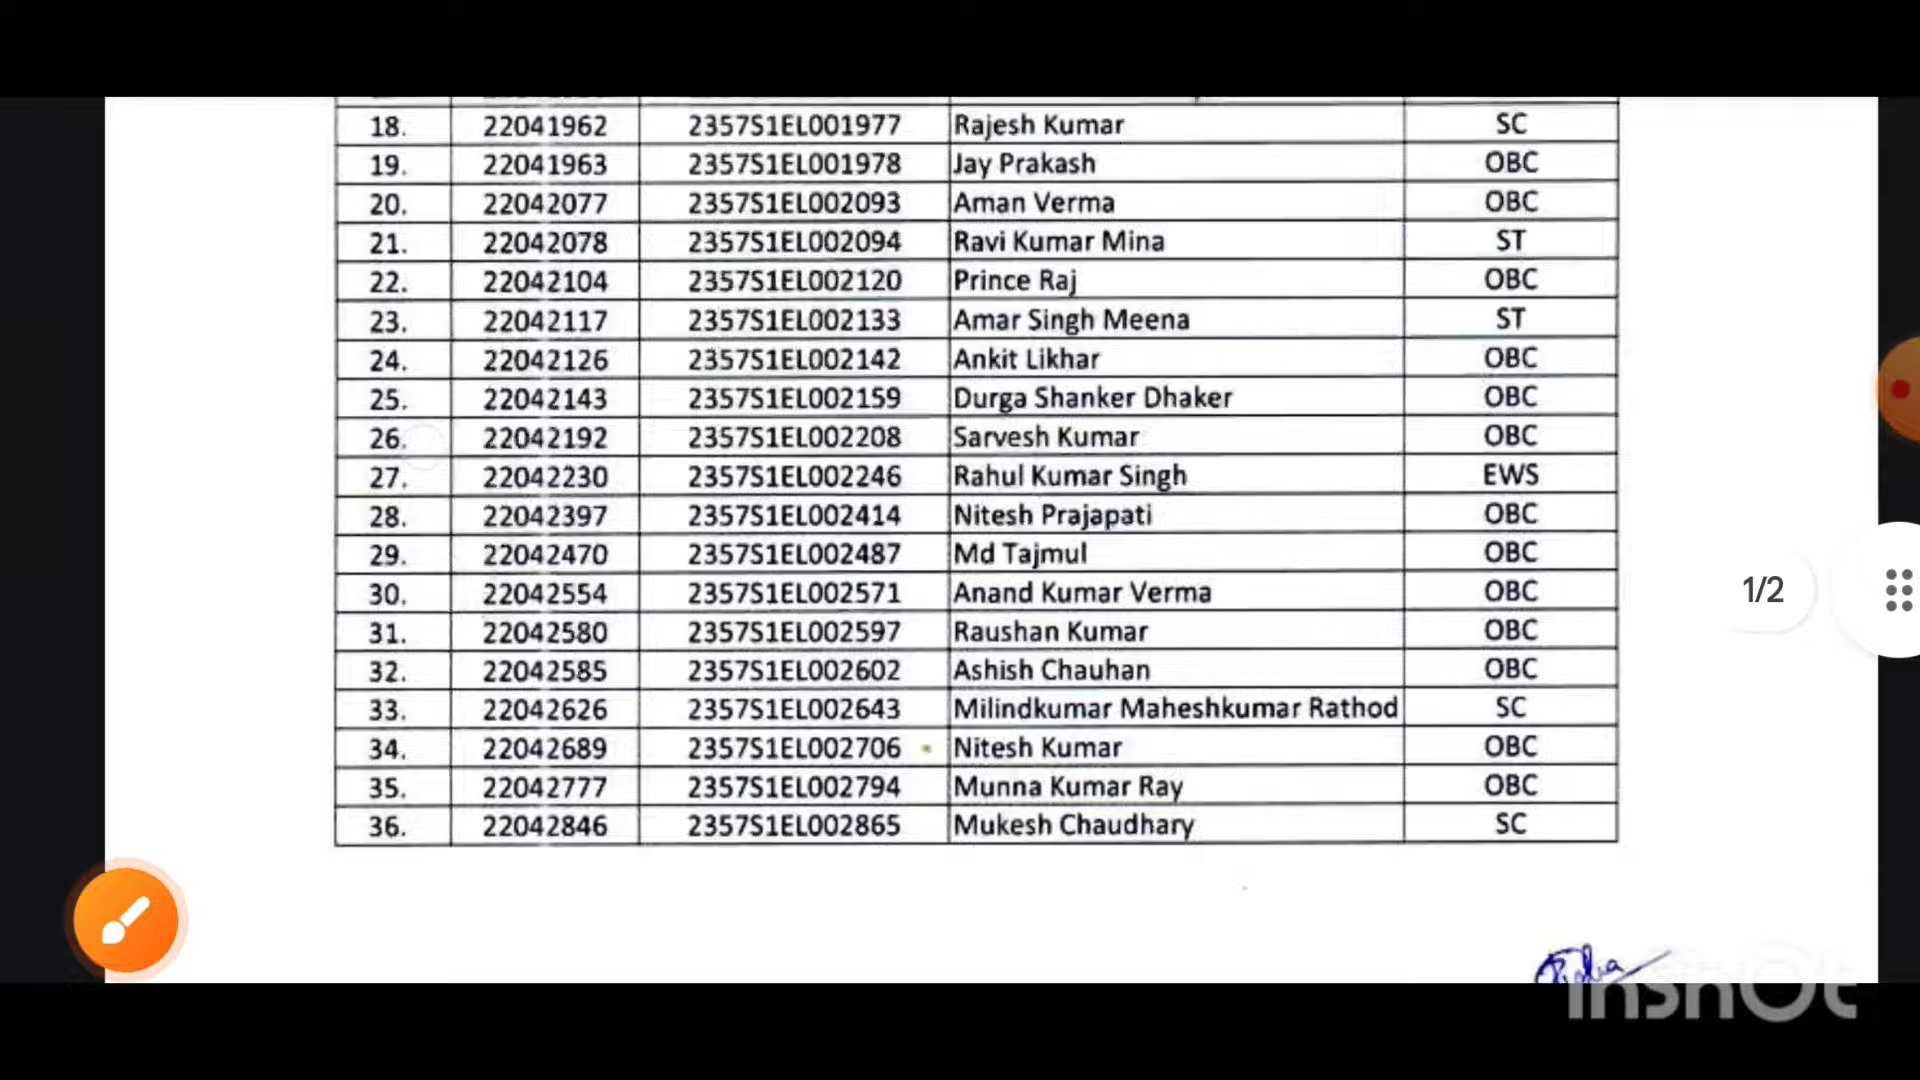 18. 22041962 2357S1EL001977 Rajesh Kumar SC
19. 22041963 2357S1EL001978 Jay Prakash OBC
20. 22042077 2357S1EL002093 Aman Verma OBC
21. 22042078 2357S1EL002094 Ravi Kumar Mina ST
22. 22042104 2357S1EL002120 Prince Raj OBC
23. 22042117 2357S1EL002133 Amar Singh Meena ST
24. 22042126 2357S1EL002142 Ankit Likhar OBC
25. 22042143 2357S1EL002159 Durga Shanker Dhaker OBC
26. 22042192 2357S1EL002208 Sarvesh Kumar OBC
27. 22042230 2357S1EL002246 Rahul Kumar Singh EWS
28. 22042397 2357S1EL002414 Nitesh Prajapati OBC
29. 22042470 2357S1EL002487 Md Tajmul OBC
30. 22042554 2357S1EL002571 Anand Kumar Verma OBC
31. 22042580 2357S1EL002597 Raushan Kumar OBC
32. 22042585 2357S1EL002602 Ashish Chauhan OBC
33. 22042626 2357S1EL002643 Milindkumar Maheshkumar Rathod SC
34. 22042689 2357S1EL002706 Nitesh Kumar OBC
35. 22042777 2357S1EL002794 Munna Kumar Ray OBC
36. 22042846 2357S1EL002865 Mukesh Chaudhary SC
1/2
InShOt